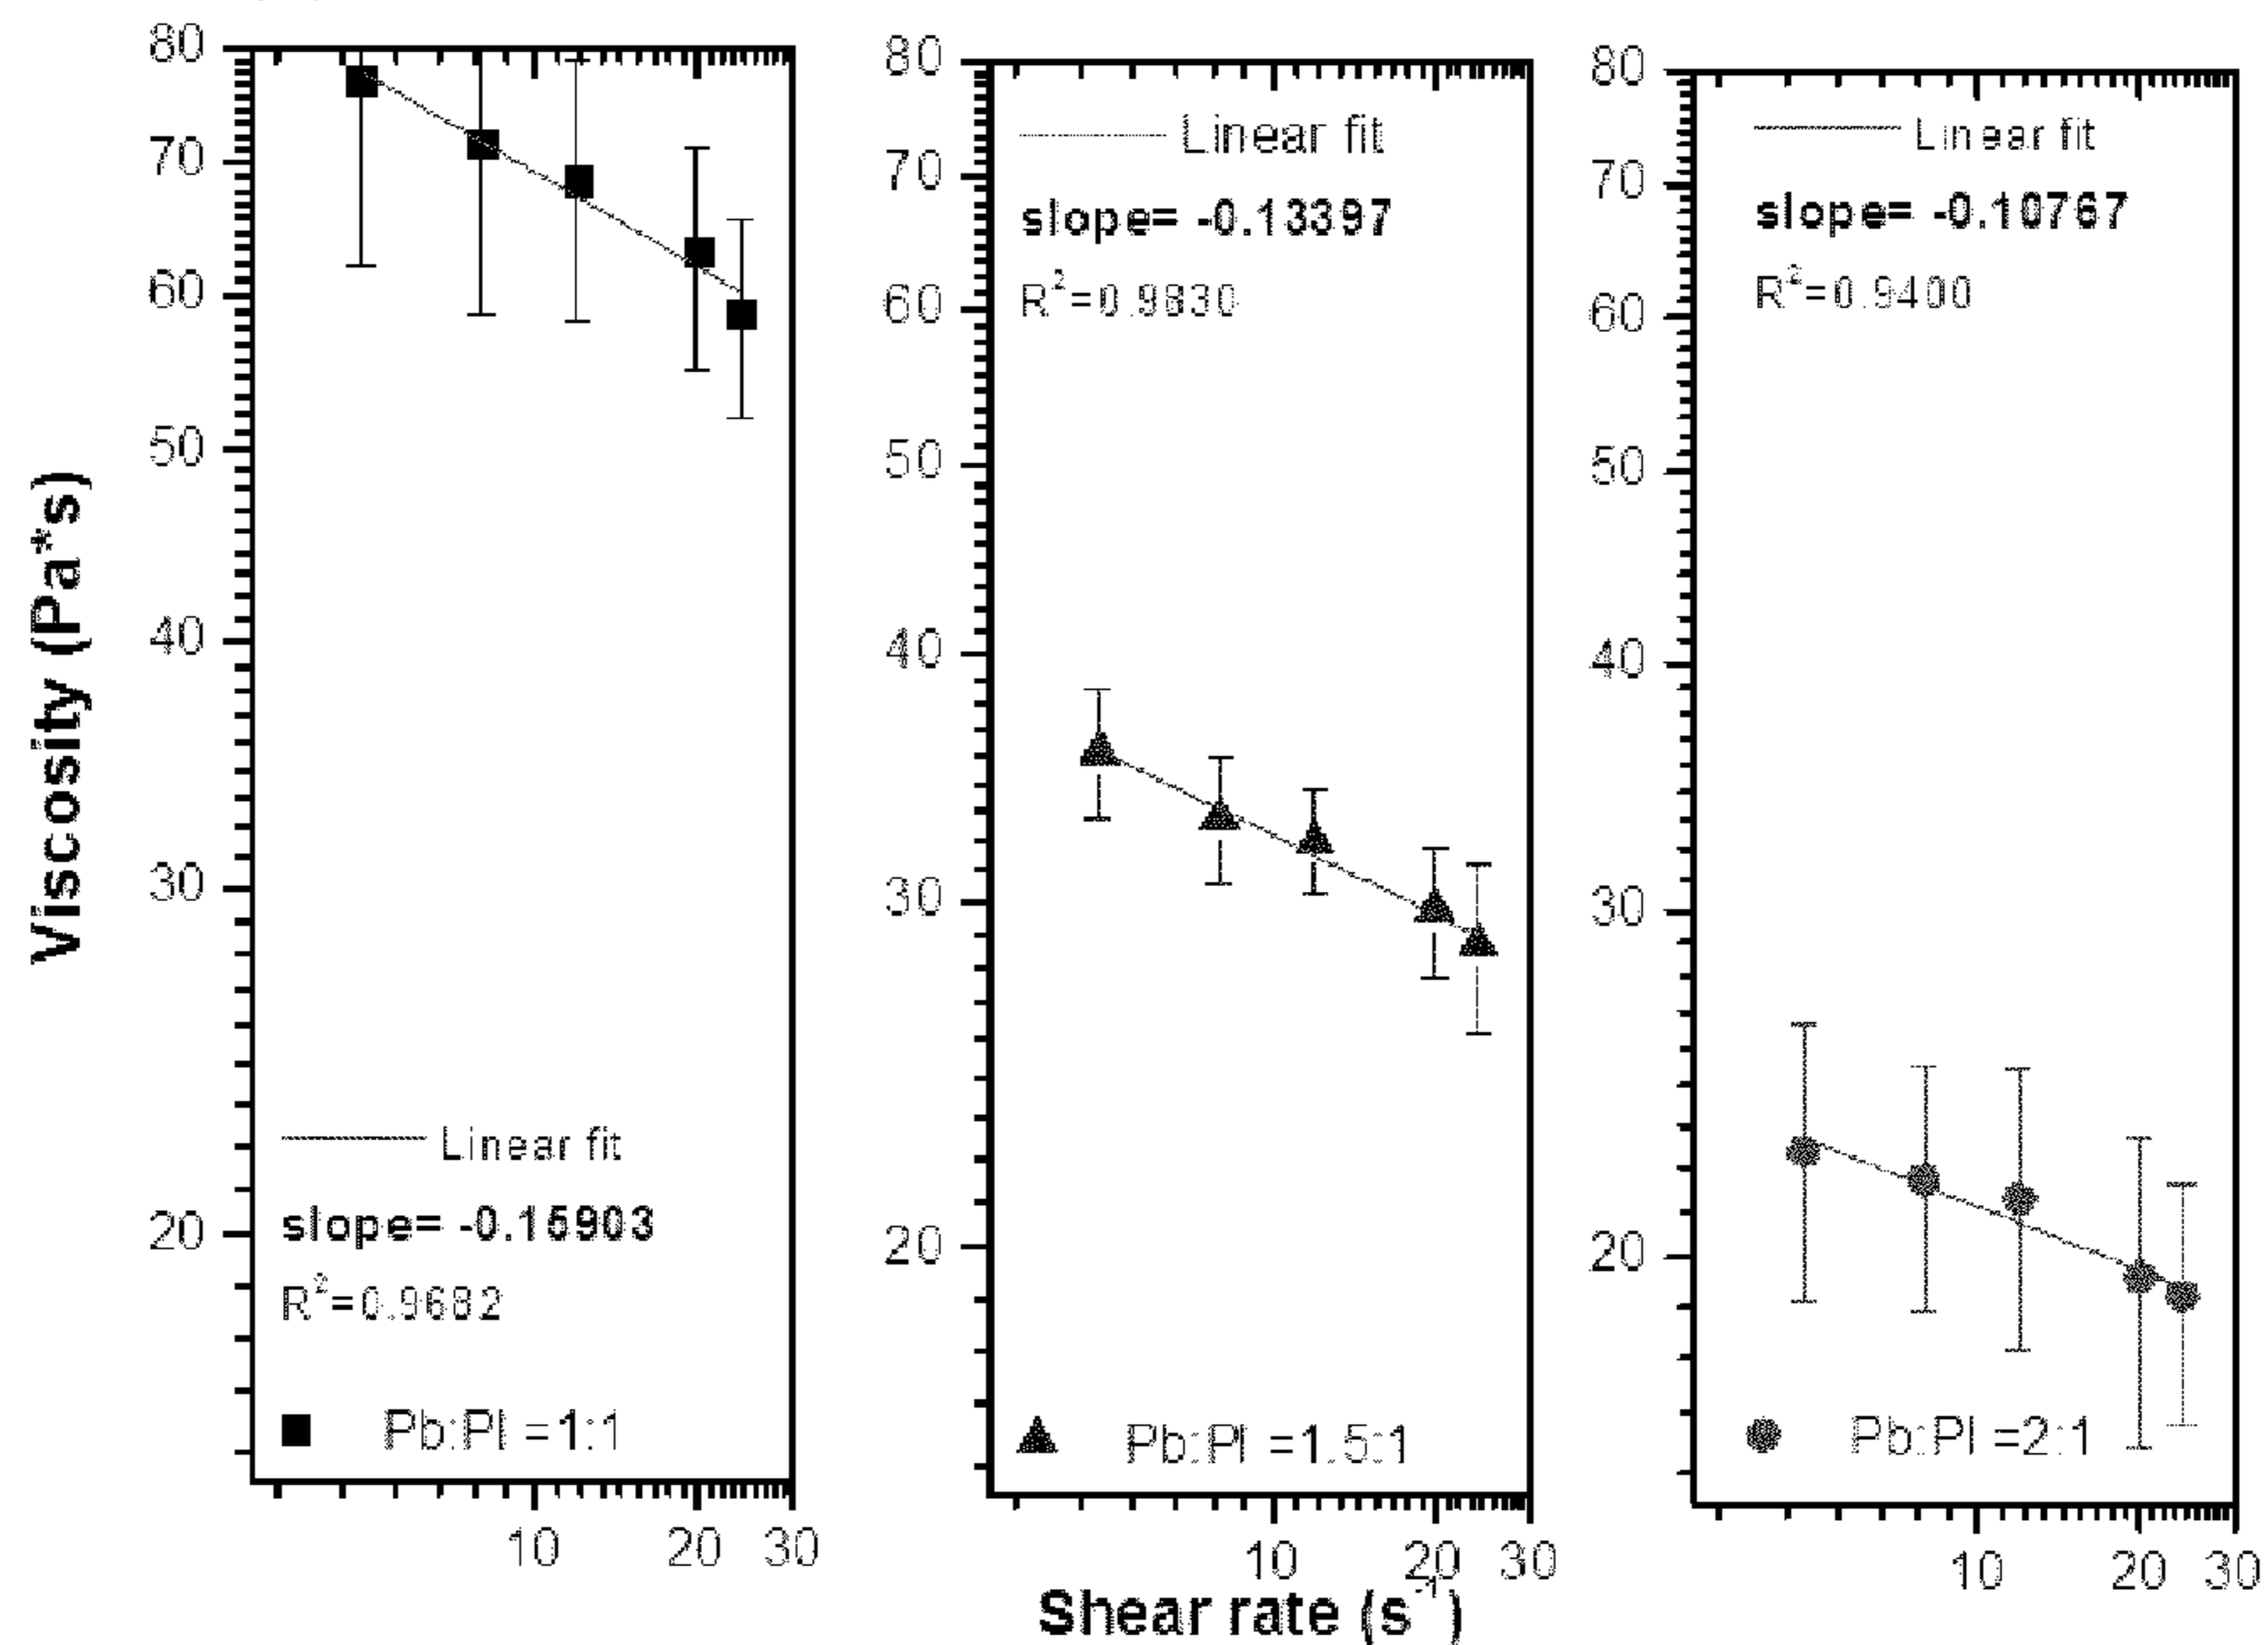 Viscosity (Pa*s)
80
70
60
50
40
30
20
Linear fit
slope= -0.15903
R²=0.9682
Pb:Pl =1:1
10 20 30
80
70
60
50
40
30
20
Linear fit
slope= -0.13397
R²=0.9830
Pb:Pl =1.5:1
10 20 30
80
70
60
50
40
30
20
Linear fit
slope= -0.10767
R²=0.9400
Pb:Pl =2:1
10 20 30
Shear rate (s⁻¹)